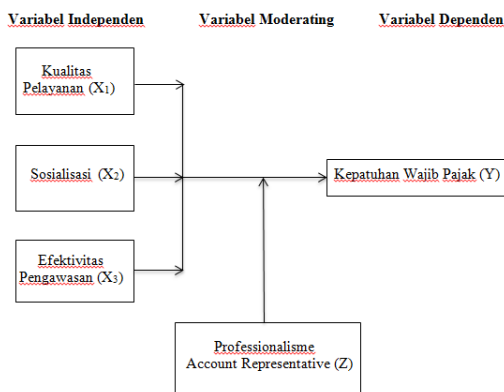 Variabel Independen
Variabel Moderating
Variabel Dependen
Kualitas
Pelayanan (X1)
Sosialisasi (X2)
Kepatuhan Wajib Pajak (Y)
Efektivitas
Pengawasan (X3)
Professionalisme
Account Representative (Z)